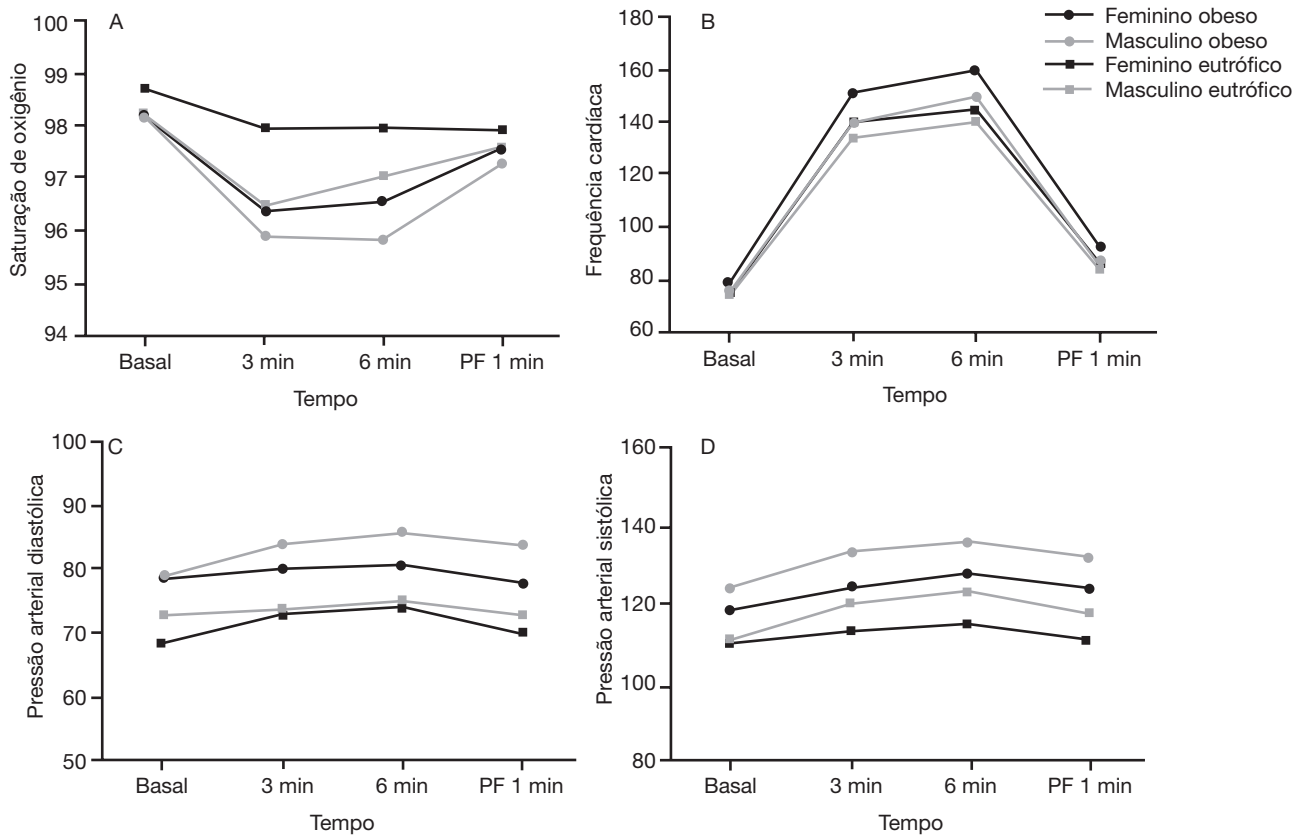 A
Saturação de oxigênio
100
99
98
97
96
95
94
Basal
3 min
6 min
PF 1 min
Tempo
B
Frequência cardíaca
180
160
140
120
100
80
60
Basal
3 min
6 min
PF 1 min
Tempo
Feminino obeso
Masculino obeso
Feminino eutrófico
Masculino eutrófico
C
Pressão arterial diastólica
100
90
80
70
60
50
Basal
3 min
6 min
PF 1 min
Tempo
D
Pressão arterial sistólica
160
140
120
100
80
Basal
3 min
6 min
PF 1 min
Tempo